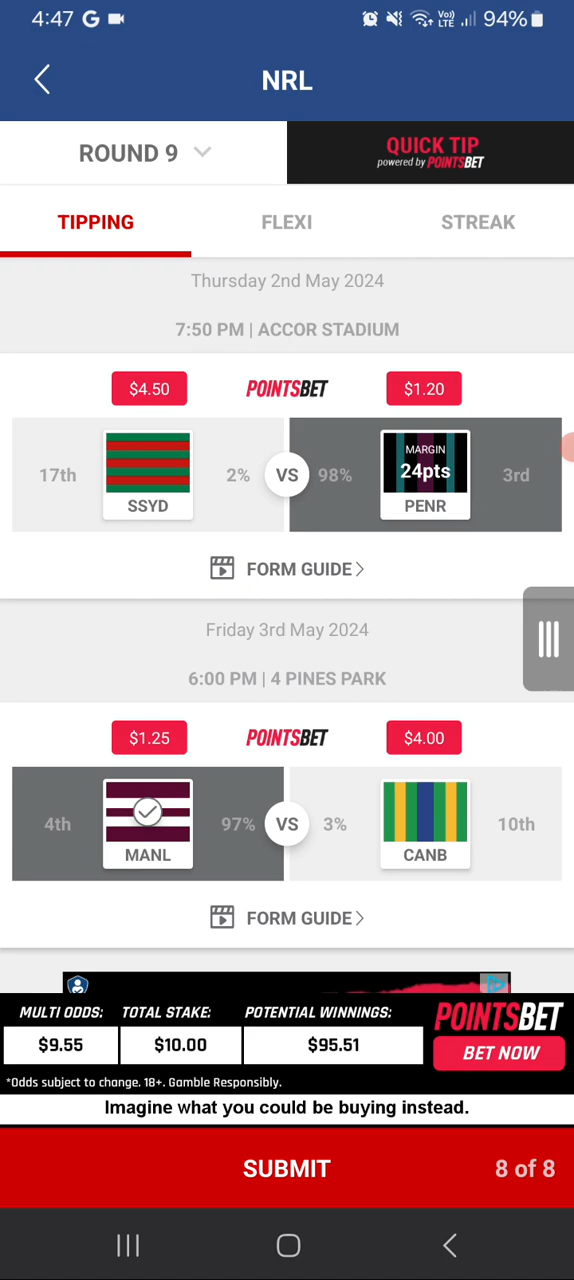 4:47 G Vo) LTE 94%
NRL
ROUND 9
QUICK TIP
powered by POINTSBET
TIPPING FLEXI STREAK
Thursday 2nd May 2024
7:50 PM | ACCOR STADIUM
$4.50 POINTSBET $1.20
MARGIN
17th 2% VS 98% 24pts 3rd
SSYD PENR
FORM GUIDE
Friday 3rd May 2024
6:00 PM | 4 PINES PARK
$1.25 POINTSBET $4.00
4th 97% VS 3% 10th
MANL CANB
FORM GUIDE
MULTI ODDS: TOTAL STAKE: POTENTIAL WINNINGS: POINTSBET
$9.55 $10.00 $95.51 BET NOW
*Odds subject to change. 18+. Gamble Responsibly.
Imagine what you could be buying instead.
SUBMIT 8 of 8